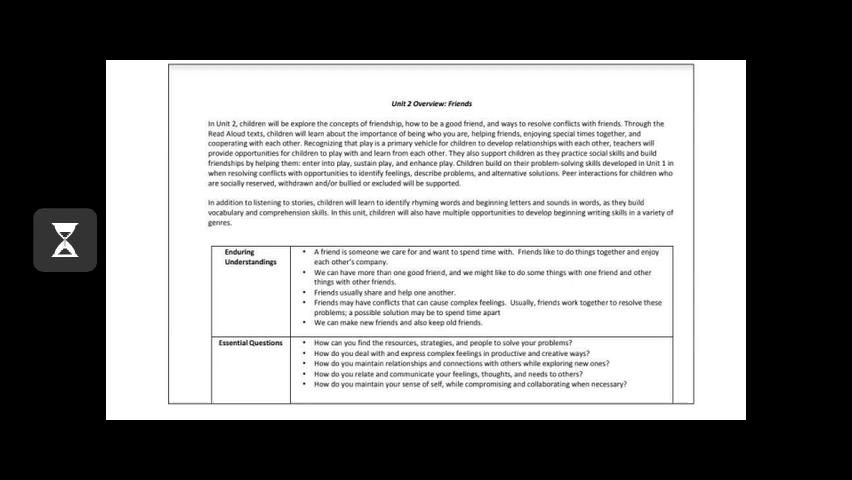 Unit 2 Overview: Friends
In Unit 2, children will be explore the concepts of friendship, how to be a good friend, and ways to resolve conflicts with friends. Through the
Read Aloud texts, children will learn about the importance of being who you are, helping friends, enjoying special times together, and
cooperating with each other. Recognizing that play is a primary vehicle for children to develop relationships with each other, teachers will
provide opportunities for children to play with and learn from each other. They also support children as they practice social skills and build
friendships by helping them: enter into play, sustain play, and enhance play. Children build on their problem-solving skills developed in Unit 1 in
when resolving conflicts with opportunities to identify feelings, describe problems, and alternative solutions. Peer interactions for children who
are socially reserved, withdrawn and/or bullied or excluded will be supported.
In addition to listening to stories, children will learn to identify rhyming words and beginning letters and sounds in words, as they build
vocabulary and comprehension skills. In this unit, children will also have multiple opportunities to develop beginning writing skills in a variety of
genres.
Enduring
Understandings
• A friend is someone we care for and want to spend time with. Friends like to do things together and enjoy
each other's company.
• We can have more than one good friend, and we might like to do some things with one friend and other
things with other friends.
• Friends usually share and help one another.
• Friends may have conflicts that can cause complex feelings. Usually, friends work together to resolve these
problems; a possible solution may be to spend time apart
• We can make new friends and also keep old friends.
Essential Questions
• How can you find the resources, strategies, and people to solve your problems?
• How do you deal with and express complex feelings in productive and creative ways?
• How do you maintain relationships and connections with others while exploring new ones?
• How do you relate and communicate your feelings, thoughts, and needs to others?
• How do you maintain your sense of self, while compromising and collaborating when necessary?